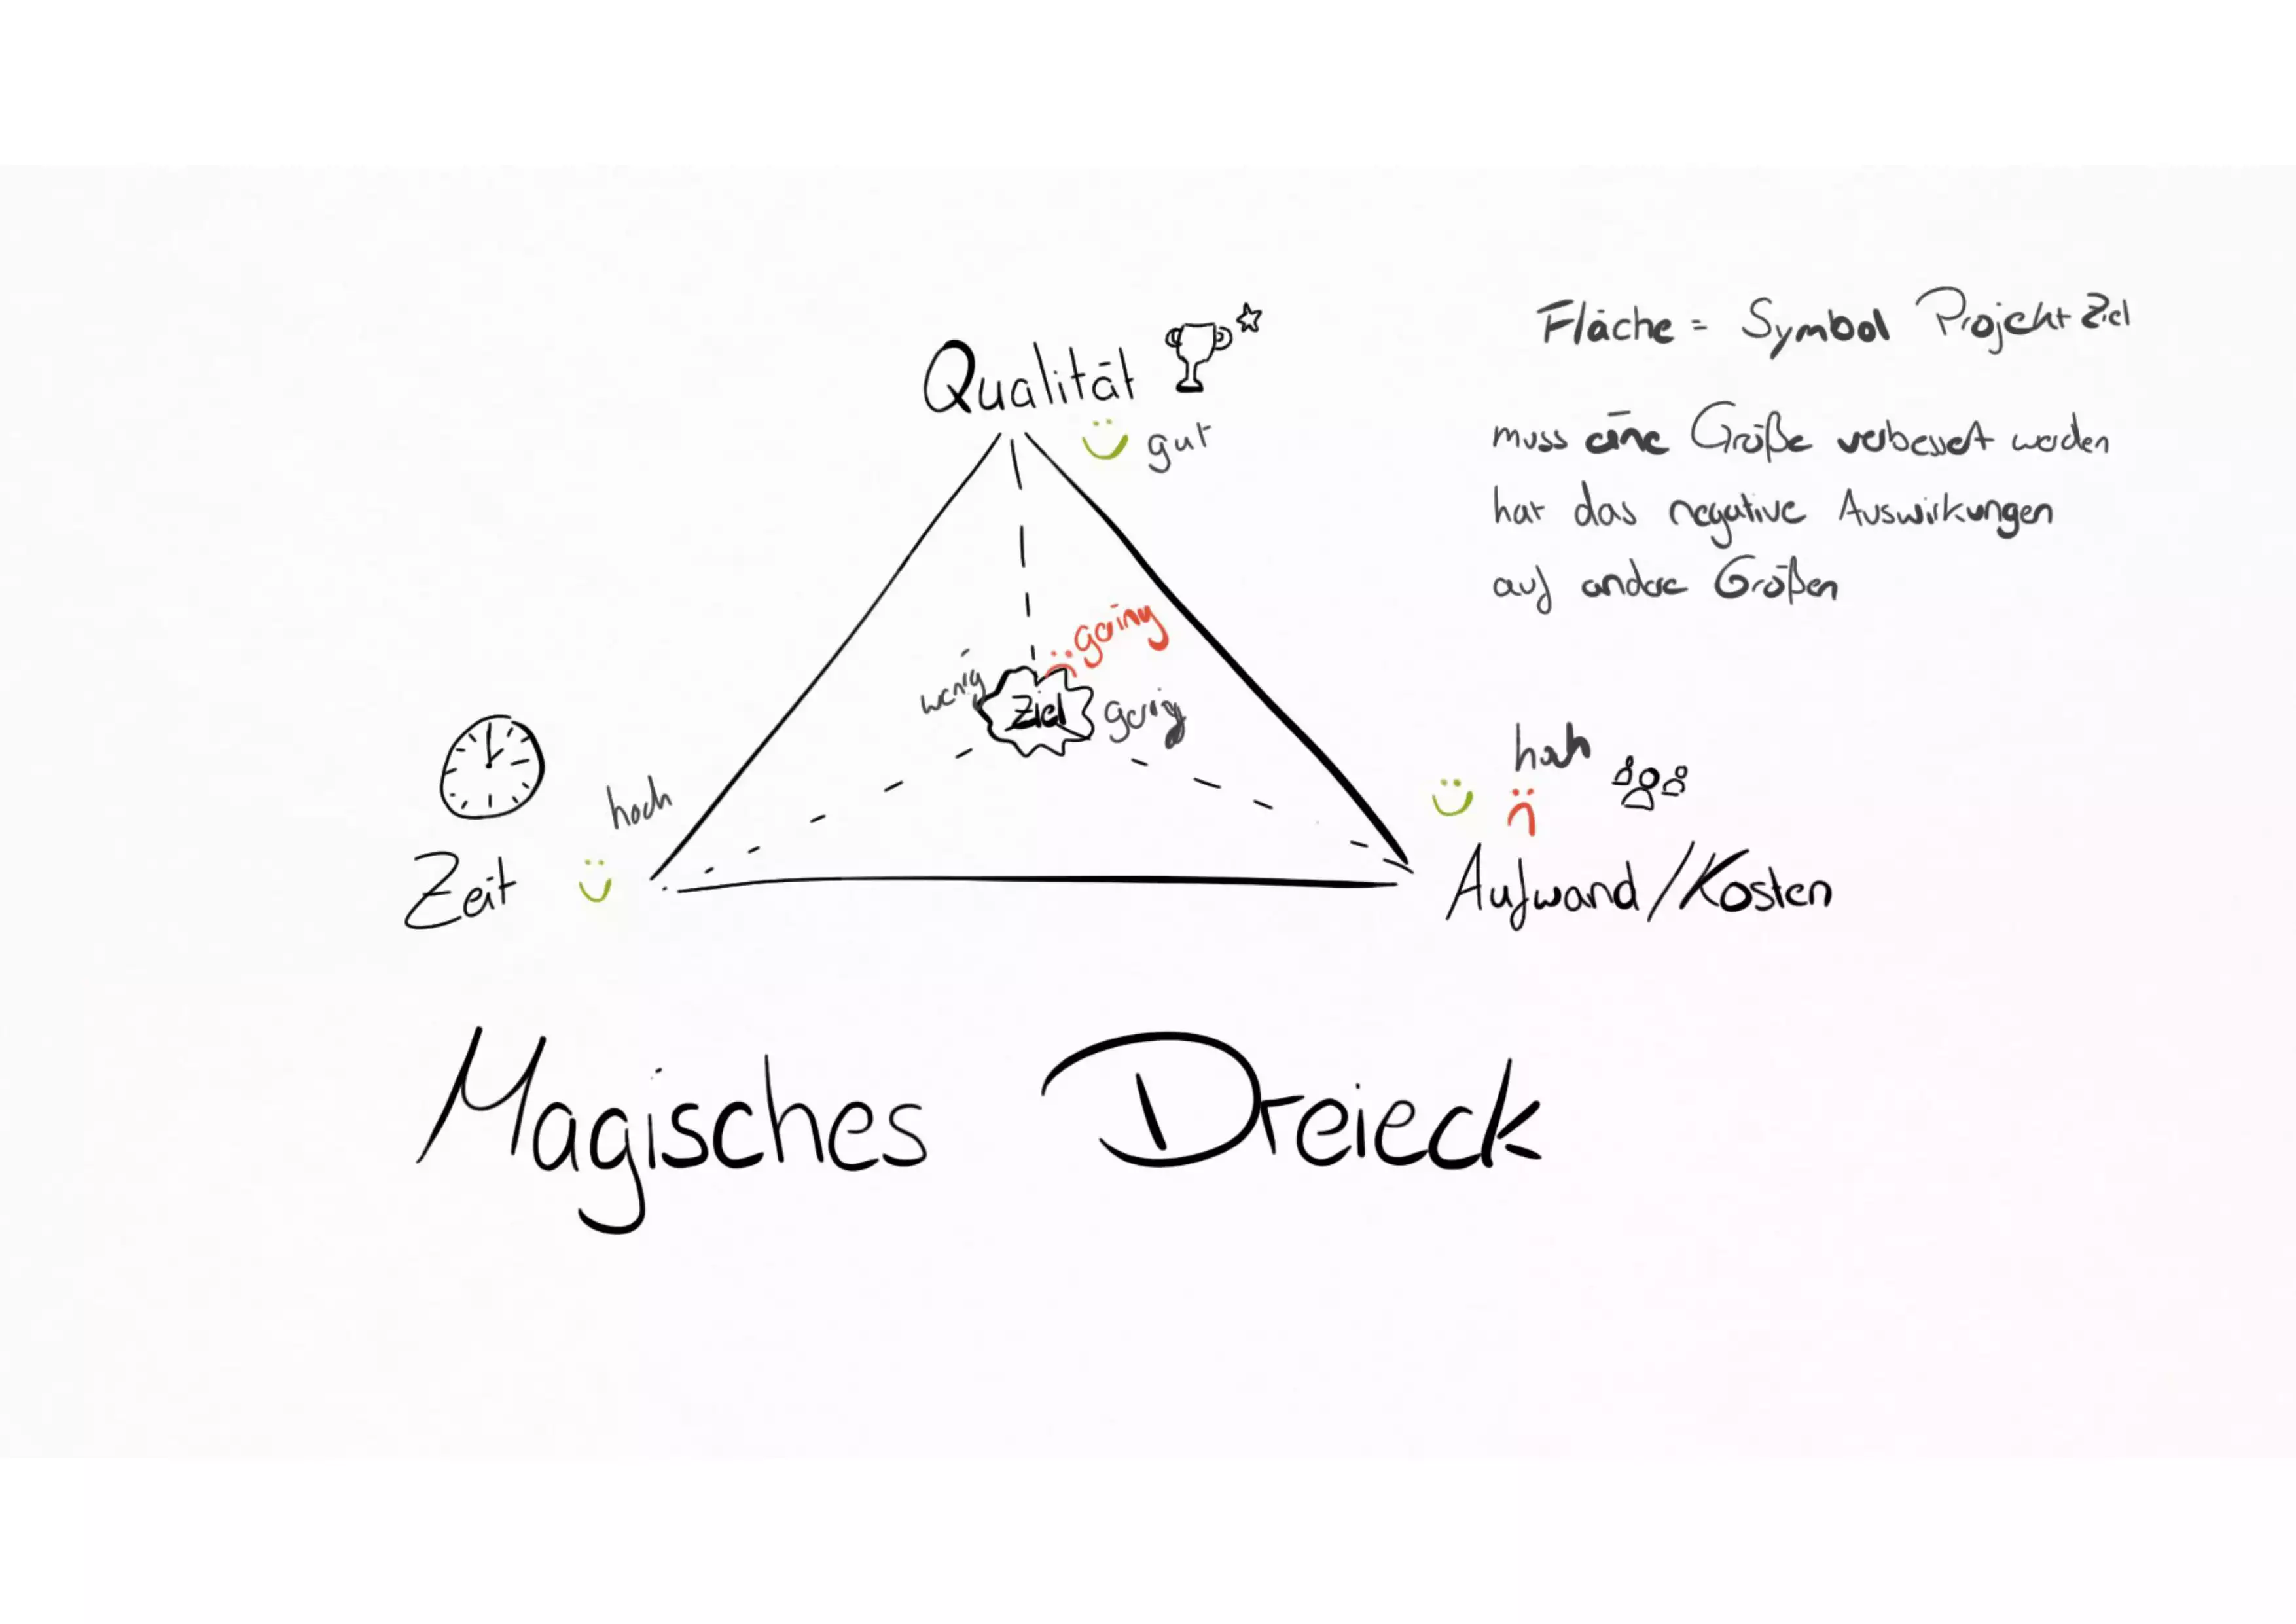 Fläche = Symbol Projekt Ziel
Qualität
gut
muss eine Größe verbessert werden
hat das negative Auswirkungen
auf andere Größen
gering
wenig
Ziel
gering
hoch
hoch
Zeit
Aufwand/Kosten
Magisches Dreieck